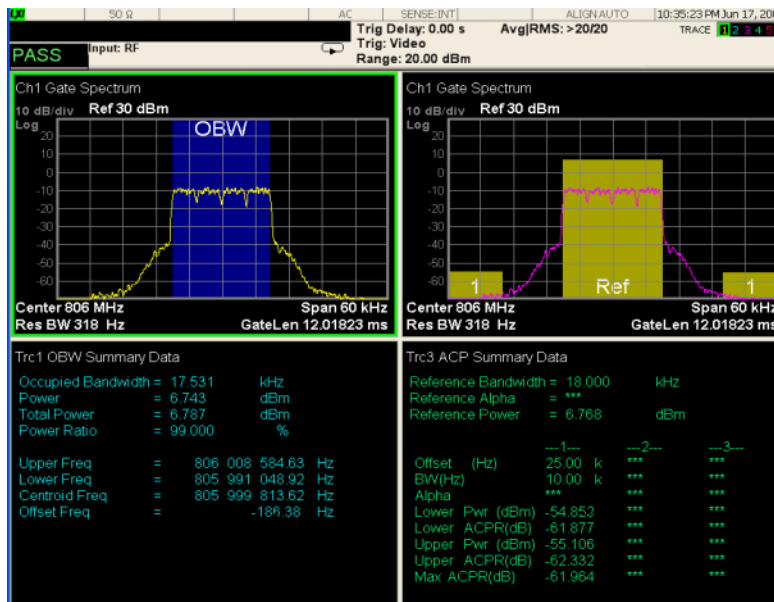 LXI 50 Ω AC SENSE:INT ALIGN AUTO 10:35:23 PM Jun 17, 20
PASS
Input: RF
Trig Delay: 0.00 s Avg|RMS: >20/20
Trig: Video
Range: 20.00 dBm
TRACE 1 2 3 4 5
Ch1 Gate Spectrum
10 dB/div Ref 30 dBm
Log
20
10
0
-10
-20
-30
-40
-50
-60
OBW
Center 806 MHz Span 60 kHz
Res BW 318 Hz GateLen 12.01823 ms
Ch1 Gate Spectrum
10 dB/div Ref 30 dBm
Log
20
10
0
-10
-20
-30
-40
-50
-60
1 Ref 1
Center 806 MHz Span 60 kHz
Res BW 318 Hz GateLen 12.01823 ms
Trc1 OBW Summary Data
Occupied Bandwidth = 17.531 kHz
Power = 6.743 dBm
Total Power = 6.787 dBm
Power Ratio = 99.000 %
Upper Freq = 806 008 584.63 Hz
Lower Freq = 805 991 048.92 Hz
Centroid Freq = 805 999 813.62 Hz
Offset Freq = -186.38 Hz
Trc3 ACP Summary Data
Reference Bandwidth = 18.000 kHz
Reference Alpha = ***
Reference Power = 6.768 dBm
---1--- ---2--- ---3---
Offset (Hz) 25.00 k *** ***
BW(Hz) 10.00 k *** ***
Alpha *** *** ***
Lower Pwr (dBm) -54.852 *** ***
Lower ACPR(dB) -61.877 *** ***
Upper Pwr (dBm) -55.106 *** ***
Upper ACPR(dB) -62.332 *** ***
Max ACPR(dB) -61.964 *** ***